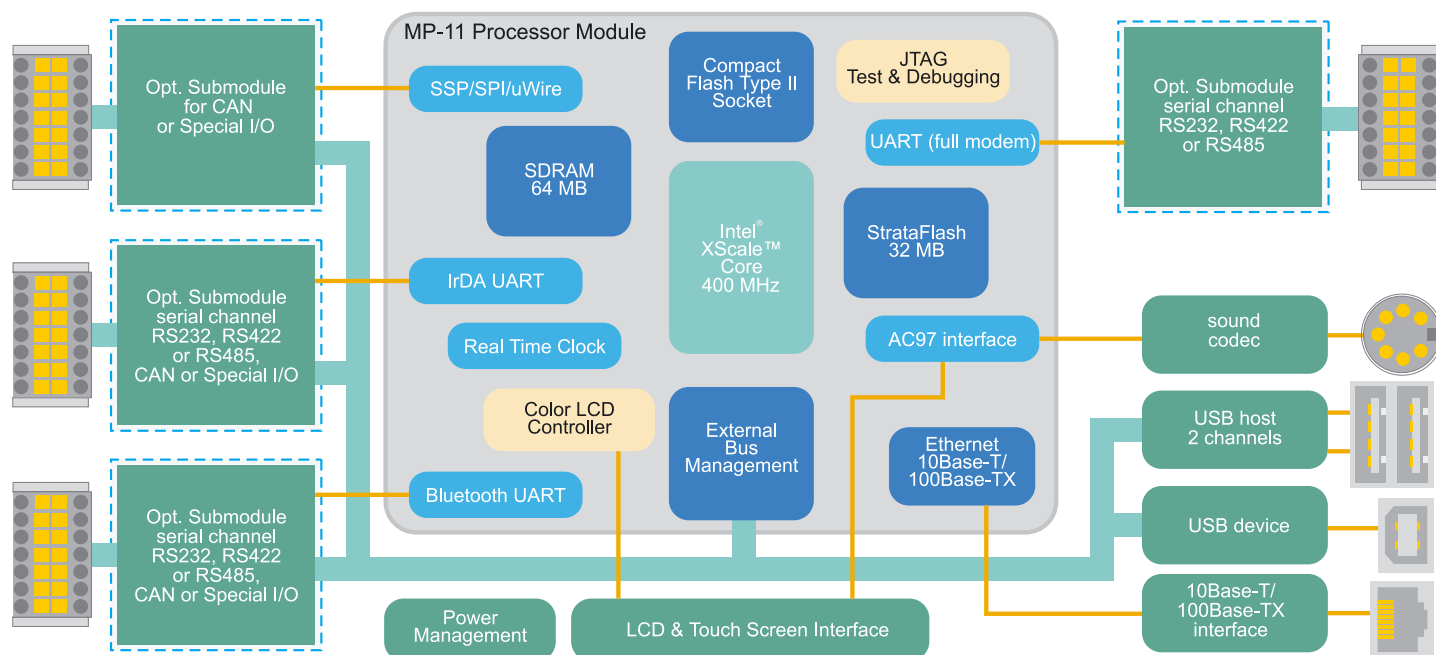 MP-11 Processor Module
Opt. Submodule
for CAN
or Special I/O
SSP/SPI/uWire
Compact
Flash Type II
Socket
JTAG
Test & Debugging
Opt. Submodule
serial channel
RS232, RS422
or RS485
UART (full modem)
SDRAM
64 MB
Intel®
XScale™
Core
400 MHz
StrataFlash
32 MB
Opt. Submodule
serial channel
RS232, RS422
or RS485,
CAN or Special I/O
IrDA UART
Real Time Clock
AC97 interface
sound
codec
Color LCD
Controller
External
Bus
Management
Ethernet
10Base-T/
100Base-TX
USB host
2 channels
Bluetooth UART
Opt. Submodule
serial channel
RS232, RS422
or RS485,
CAN or Special I/O
USB device
Power
Management
LCD & Touch Screen Interface
10Base-T/
100Base-TX
interface